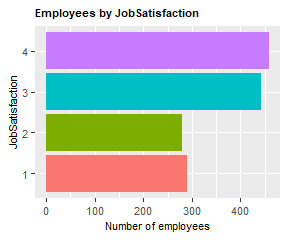 Employees by JobSatisfaction
4
3
2
1
JobSatisfaction
0 100 200 300 400
Number of employees